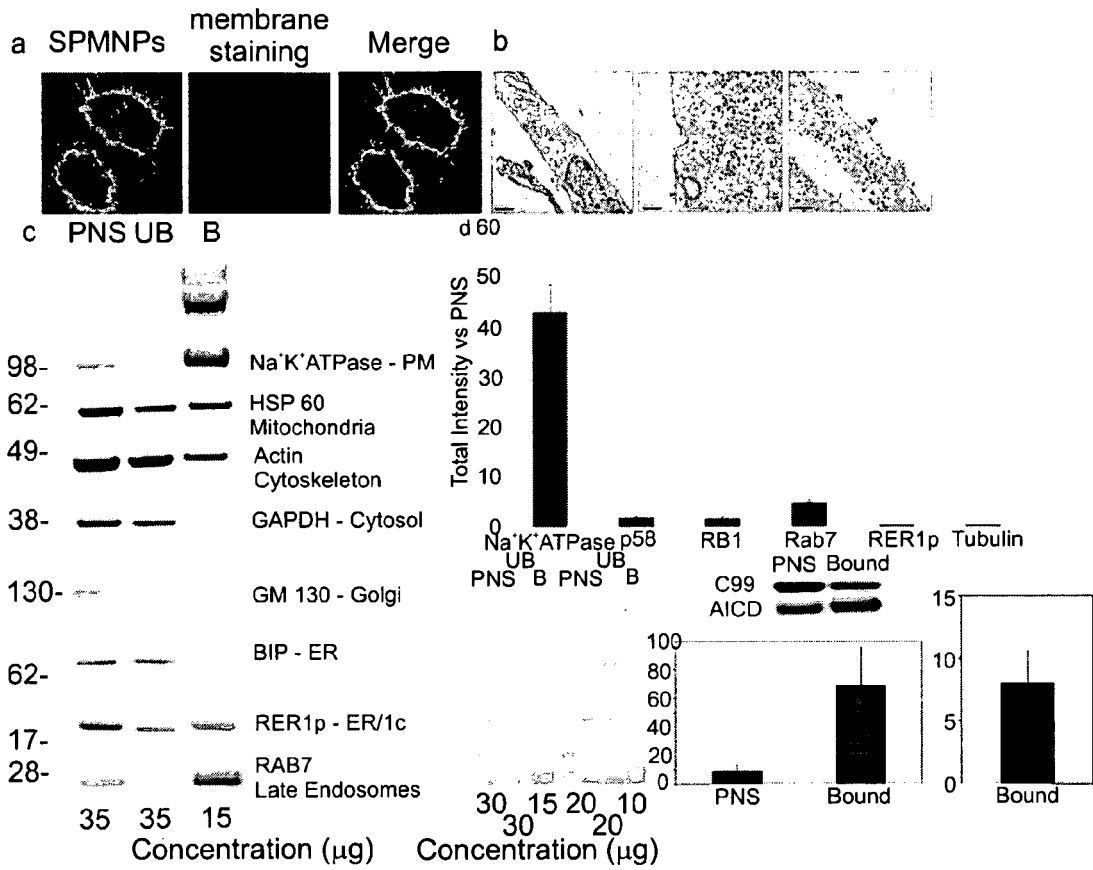 a SPMNPs membrane staining Merge b
c PNS UB B
98- Na⁺K⁺ATPase - PM
62- HSP 60
Mitochondria
49- Actin
Cytoskeleton
38- GAPDH - Cytosol
130- GM 130 - Golgi
BIP - ER
62-
RER1p - ER/1c
17-
28- RAB7
Late Endosomes
35 35 15
Concentration (μg)
d 60
50
40
30
20
10
0
Total Intensity vs PNS
Na⁺K⁺ATPase p58 RB1 Rab7 RER1p Tubulin
UB UB
PNS B PNS B
30 15 20 10
30 20
Concentration (μg)
PNS Bound
C99
AICD
100
80
60
40
20
0
PNS Bound
15
10
5
0
Bound